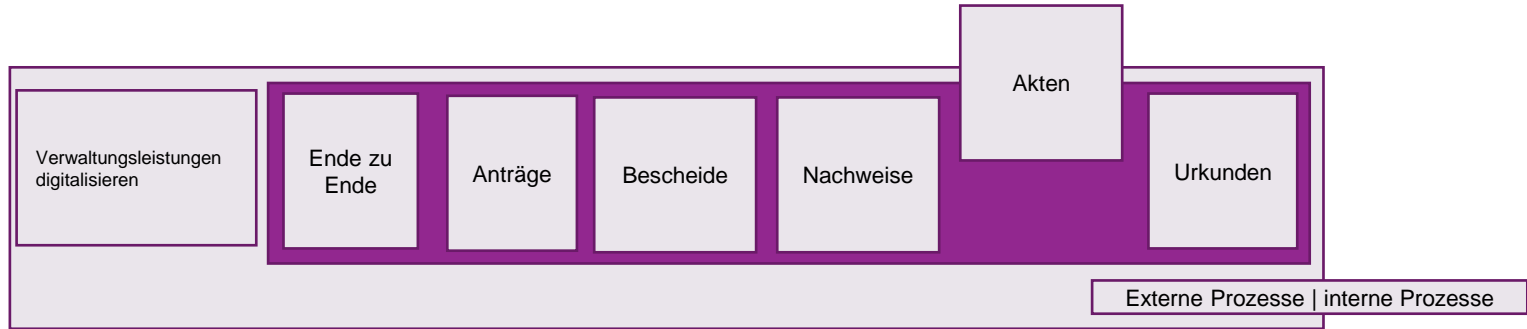 Akten
Verwaltungsleistungen
digitalisieren
Ende zu
Ende
Anträge
Bescheide
Nachweise
Urkunden
Externe Prozesse | interne Prozesse